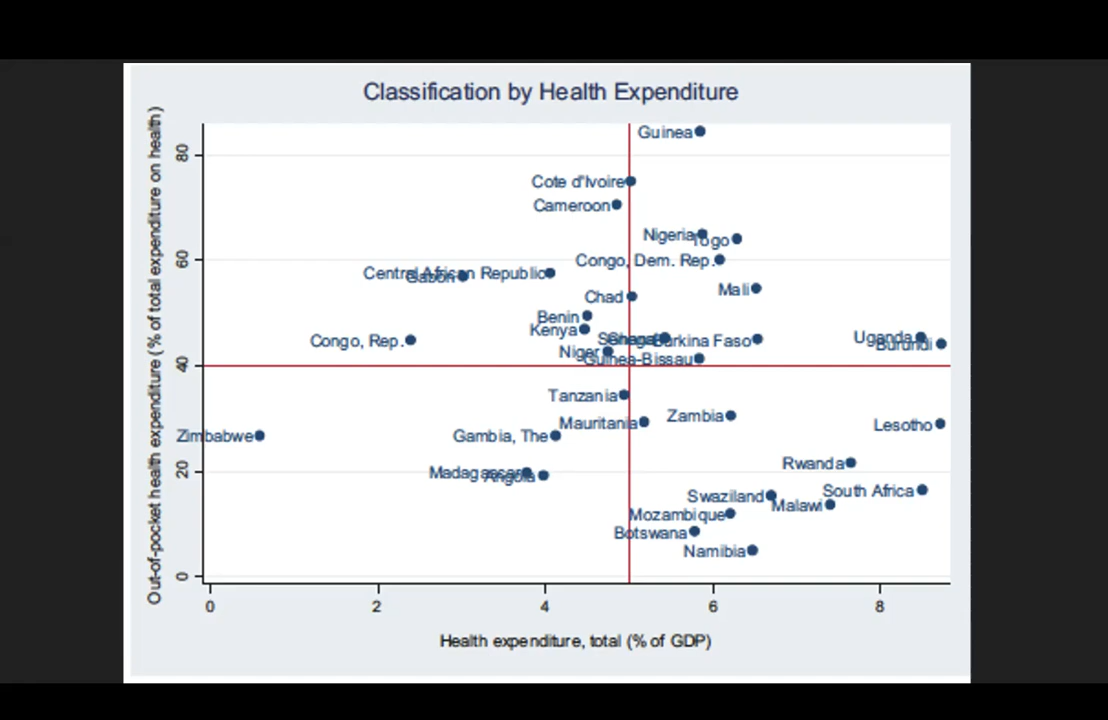 Classification by Health Expenditure
Out-of-pocket health expenditure (% of total expenditure on health)
80
60
40
20
0
Guinea
Cote d'Ivoire
Cameroon
Nigeria
Togo
Congo, Dem. Rep.
Central African Republic
Gabon
Mali
Chad
Benin
Kenya
Congo, Rep.
Ghana
Burkina Faso
Uganda
Burundi
Niger
Guinea-Bissau
Tanzania
Mauritania
Zambia
Lesotho
Zimbabwe
Gambia, The
Rwanda
Madagascar
Angola
South Africa
Swaziland
Malawi
Mozambique
Botswana
Namibia
0 2 4 6 8
Health expenditure, total (% of GDP)